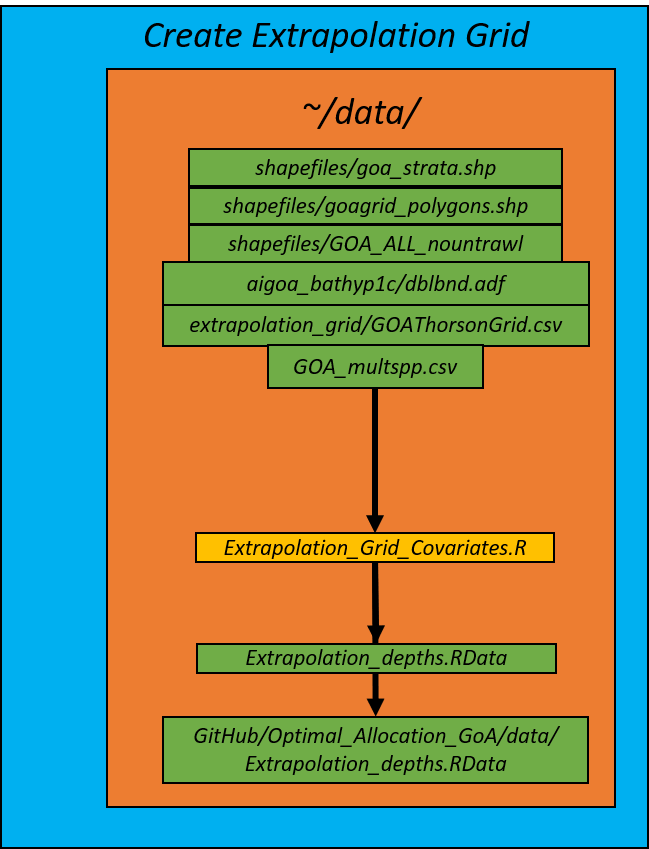 Create Extrapolation Grid
~/data/
shapefiles/goa_strata.shp
shapefiles/goagrid_polygons.shp
shapefiles/GOA_ALL_nountrawl
aigoa_bathyp1c/dblbnd.adf
extrapolation_grid/GOAThorsonGrid.csv
GOA_multspp.csv
Extrapolation_Grid_Covariates.R
Extrapolation_depths.RData
GitHub/Optimal_Allocation_GoA/data/
Extrapolation_depths.RData